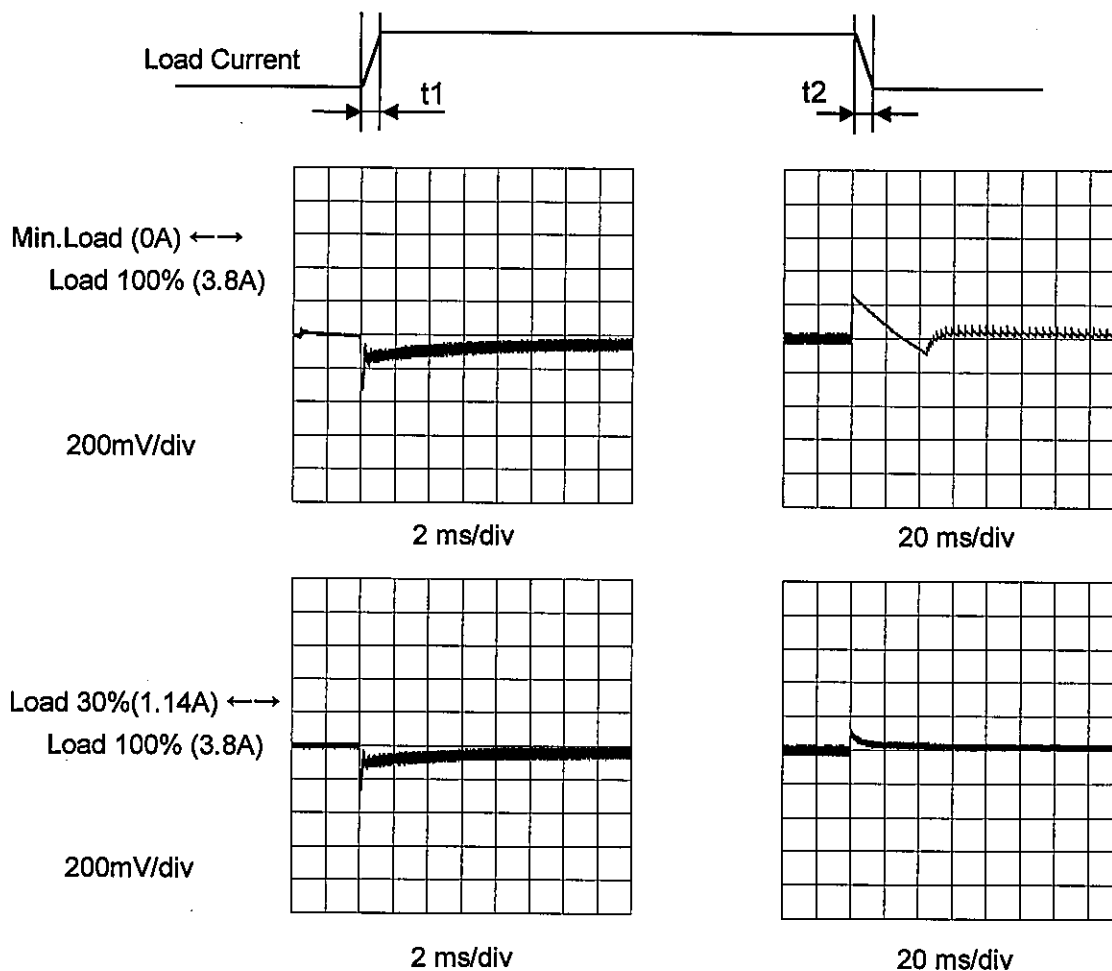 Load Current
t1
t2
Min.Load (0A) ←→
Load 100% (3.8A)
200mV/div
2 ms/div
20 ms/div
Load 30%(1.14A) ←→
Load 100% (3.8A)
200mV/div
2 ms/div
20 ms/div